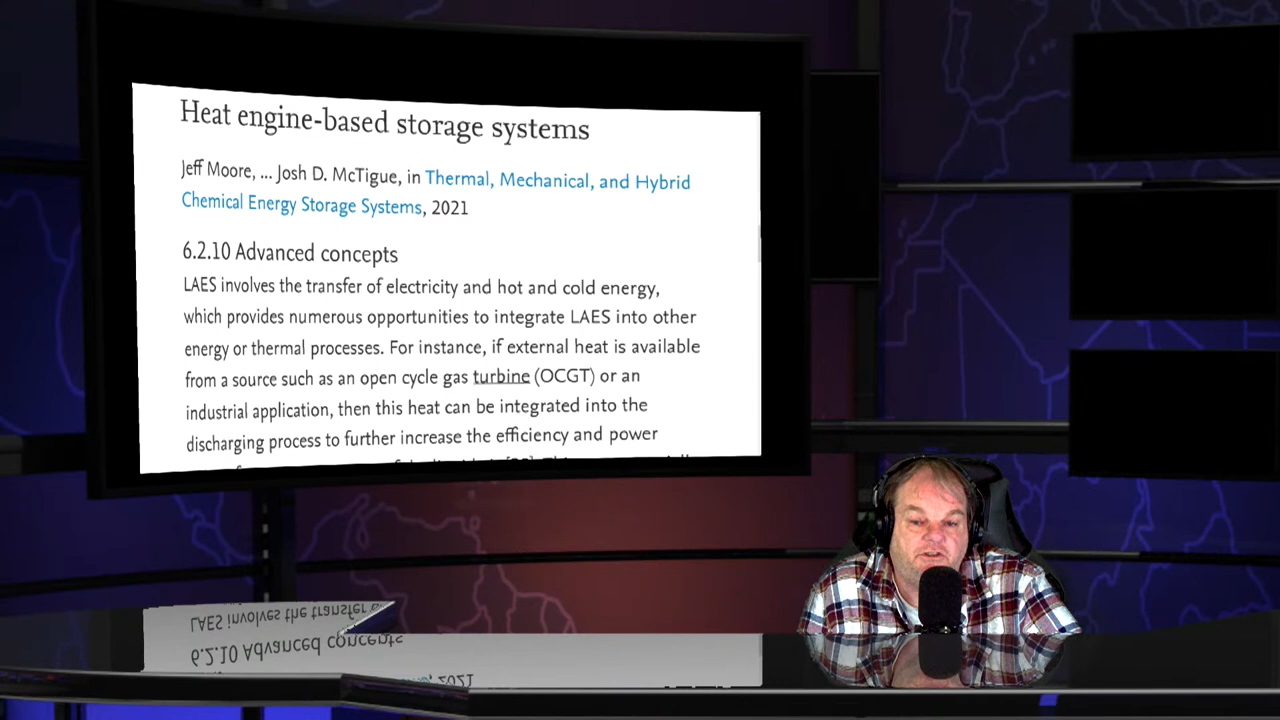 Heat engine-based storage systems
Jeff Moore, ... Josh D. McTigue, in Thermal, Mechanical, and Hybrid
Chemical Energy Storage Systems, 2021
6.2.10 Advanced concepts
LAES involves the transfer of electricity and hot and cold energy,
which provides numerous opportunities to integrate LAES into other
energy or thermal processes. For instance, if external heat is available
from a source such as an open cycle gas turbine (OCGT) or an
industrial application, then this heat can be integrated into the
discharging process to further increase the efficiency and power
LAES involves the transfer
6.2.10 Advanced concepts
, 2021